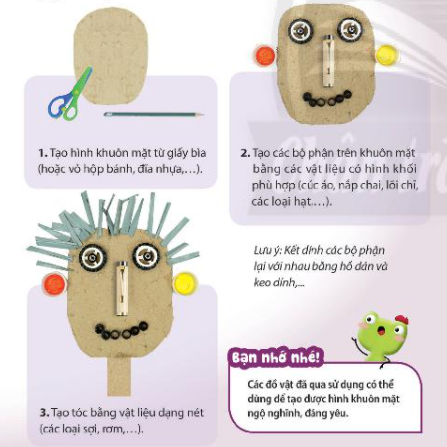 1. Tạo hình khuôn mặt từ giấy bìa
(hoặc vỏ hộp bánh, đĩa nhựa,...).
2. Tạo các bộ phận trên khuôn mặt
bằng các vật liệu có hình khối
phù hợp (cúc áo, nắp chai, lõi chỉ,
các loại hạt....).
Lưu ý: Kết dính các bộ phận
lại với nhau bằng hồ dán và
keo dính,...
3. Tạo tóc bằng vật liệu dạng nét
(các loại sợi, rơm,...).
Bạn nhớ nhé!
Các đồ vật đã qua sử dụng có thể
dùng để tạo được hình khuôn mặt
ngộ nghĩnh, đáng yêu.